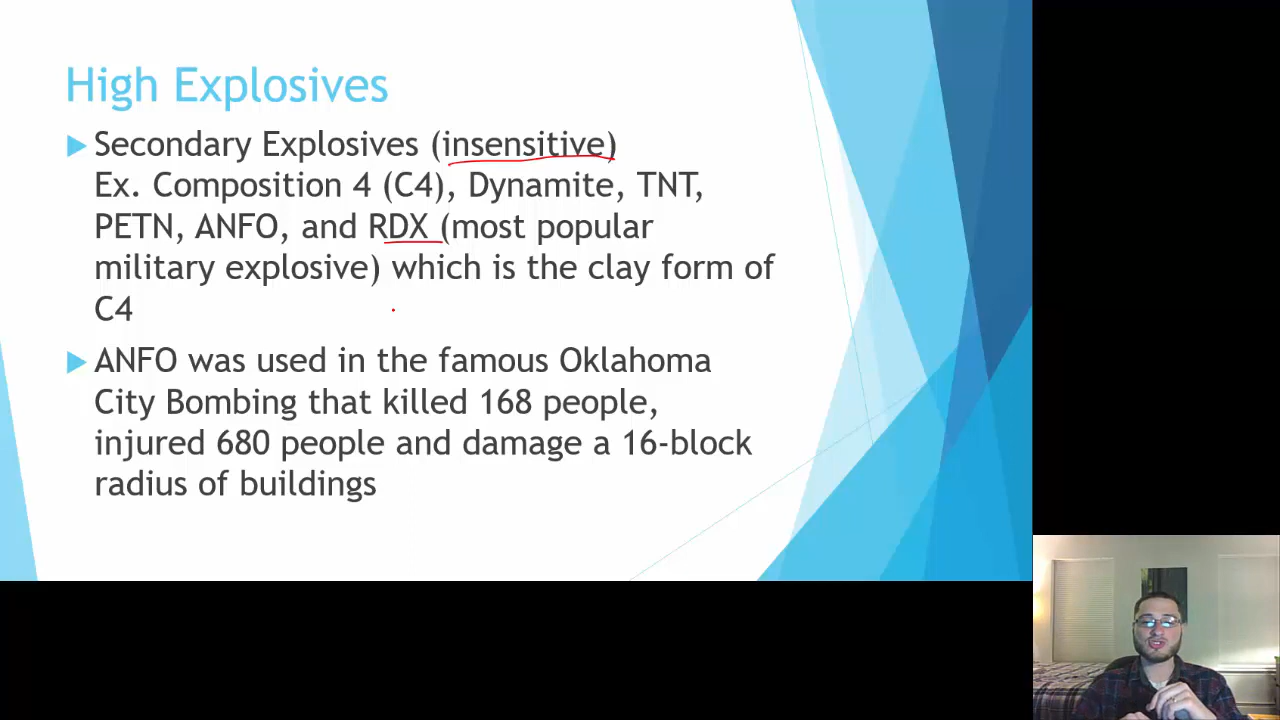 High Explosives
Secondary Explosives (insensitive)
Ex. Composition 4 (C4), Dynamite, TNT,
PETN, ANFO, and RDX (most popular
military explosive) which is the clay form of
C4
ANFO was used in the famous Oklahoma
City Bombing that killed 168 people,
injured 680 people and damage a 16-block
radius of buildings